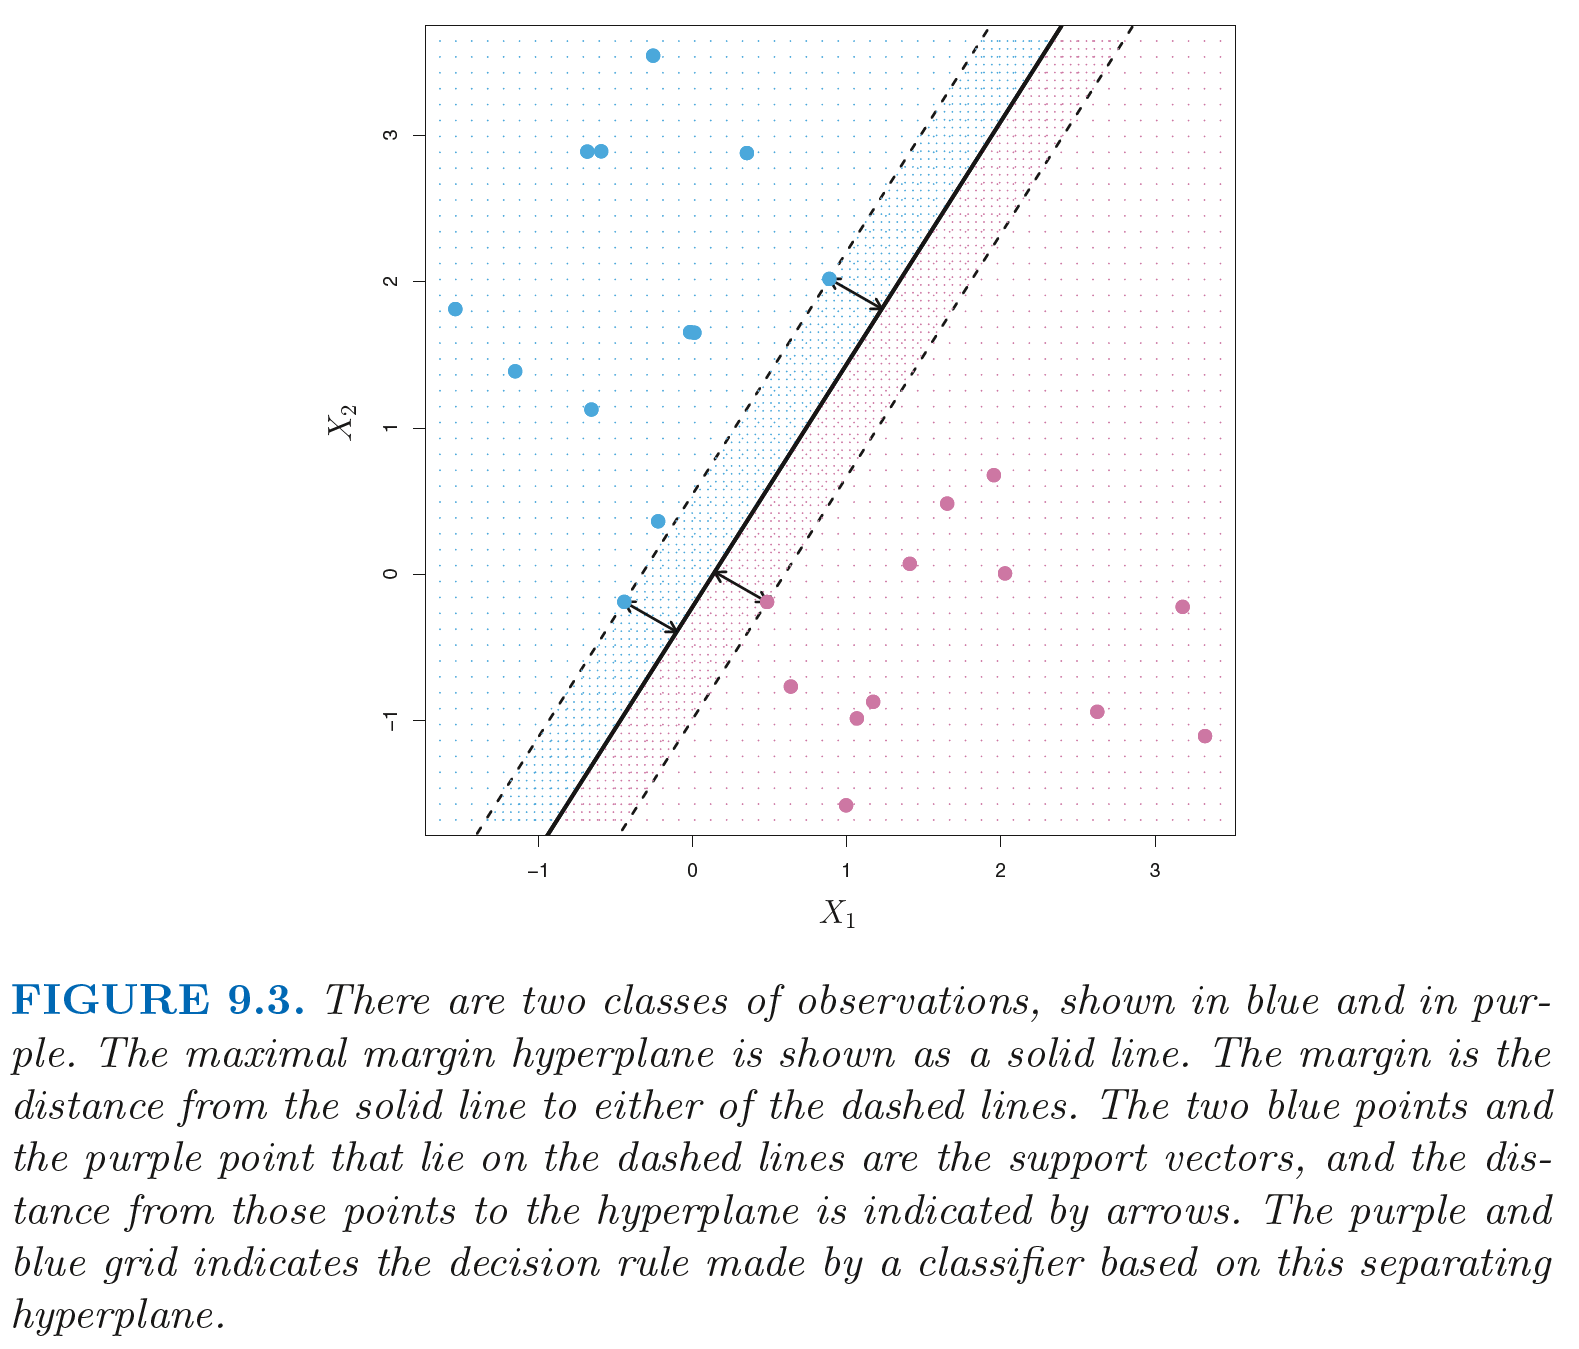 3
2
1
0
−1
X2
−1 0 1 2 3
X1
FIGURE 9.3. There are two classes of observations, shown in blue and in pur-
ple. The maximal margin hyperplane is shown as a solid line. The margin is the
distance from the solid line to either of the dashed lines. The two blue points and
the purple point that lie on the dashed lines are the support vectors, and the dis-
tance from those points to the hyperplane is indicated by arrows. The purple and
blue grid indicates the decision rule made by a classifier based on this separating
hyperplane.